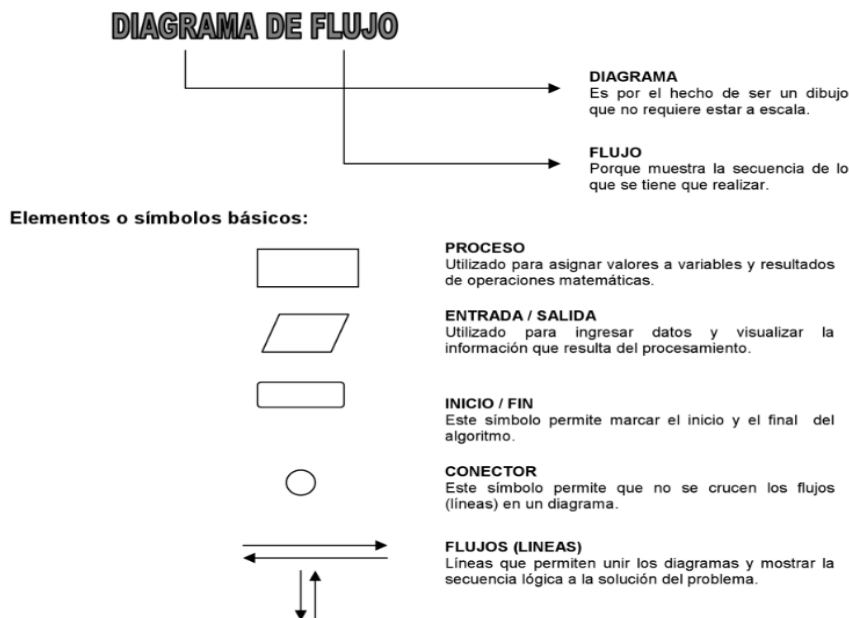 DIAGRAMA DE FLUJO
DIAGRAMA
Es por el hecho de ser un dibujo
que no requiere estar a escala.
FLUJO
Porque muestra la secuencia de lo
que se tiene que realizar.
Elementos o símbolos básicos:
PROCESO
Utilizado para asignar valores a variables y resultados
de operaciones matemáticas.
ENTRADA / SALIDA
Utilizado para ingresar datos y visualizar la
información que resulta del procesamiento.
INICIO / FIN
Este símbolo permite marcar el inicio y el final del
algoritmo.
CONECTOR
Este símbolo permite que no se crucen los flujos
(líneas) en un diagrama.
FLUJOS (LINEAS)
Líneas que permiten unir los diagramas y mostrar la
secuencia lógica a la solución del problema.